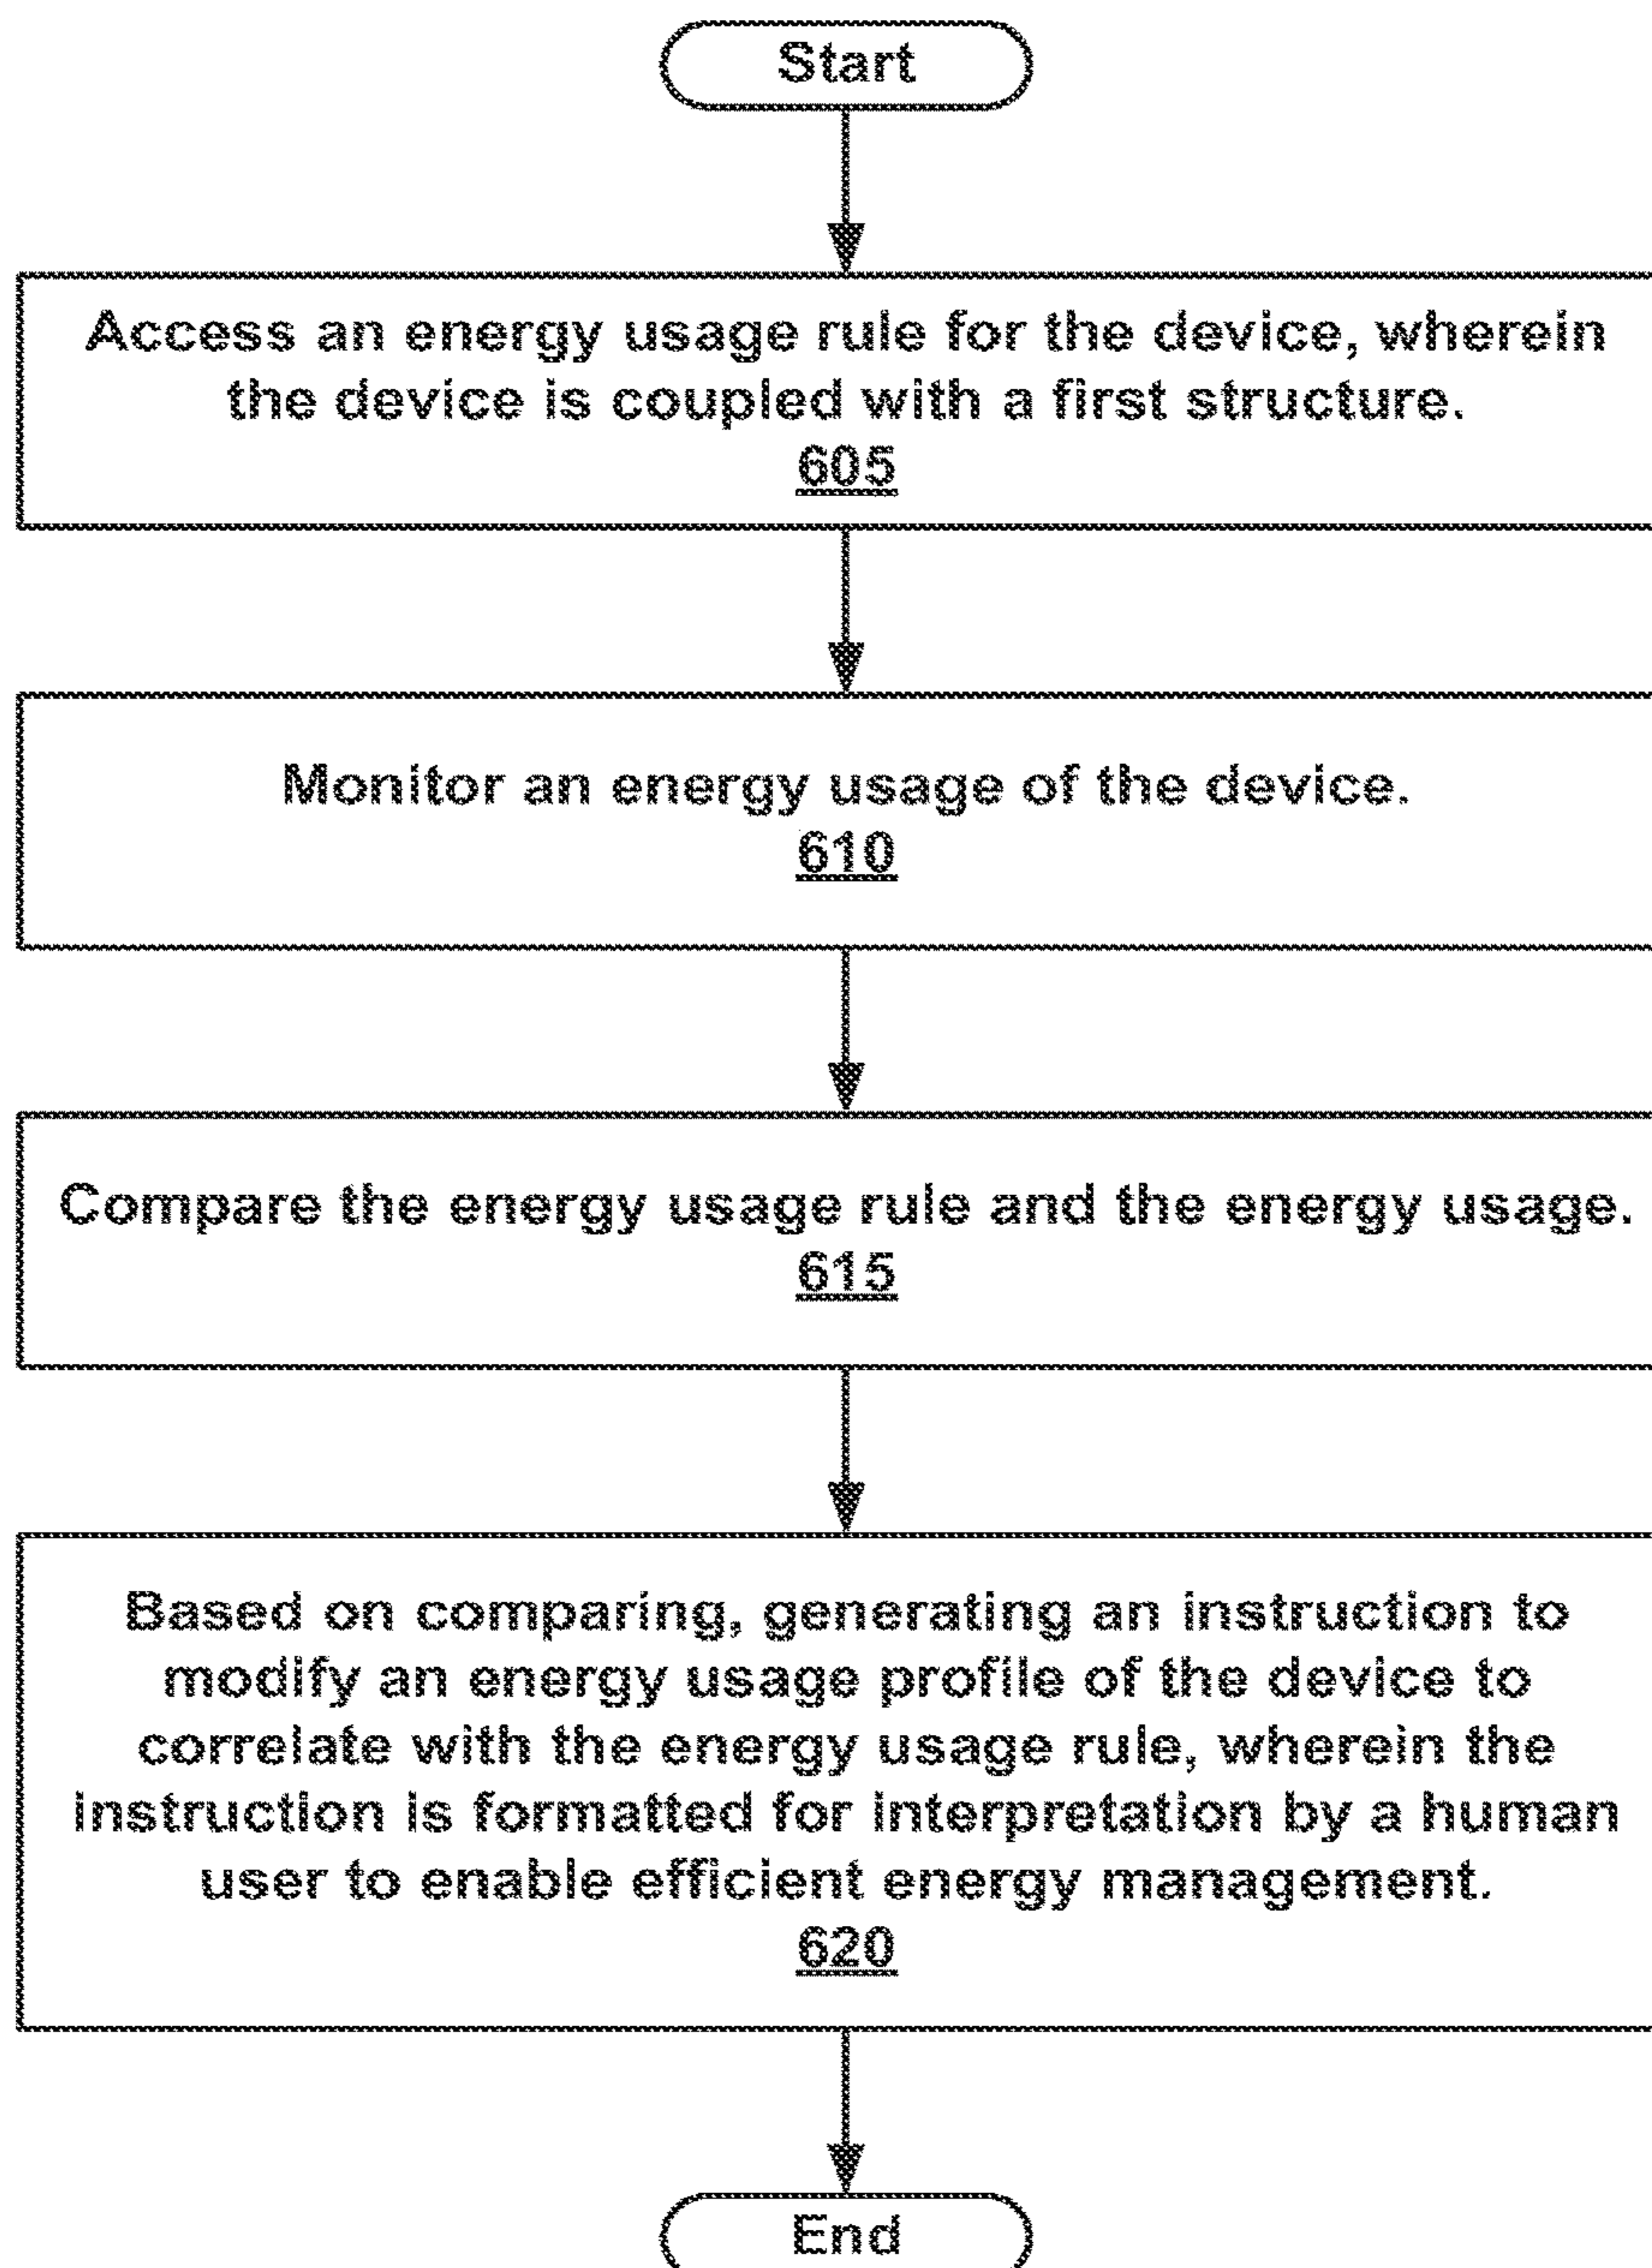 Start
Access an energy usage rule for the device, wherein
the device is coupled with a first structure.
605
Monitor an energy usage of the device.
610
Compare the energy usage rule and the energy usage.
615
Based on comparing, generating an instruction to
modify an energy usage profile of the device to
correlate with the energy usage rule, wherein the
instruction is formatted for interpretation by a human
user to enable efficient energy management.
620
End